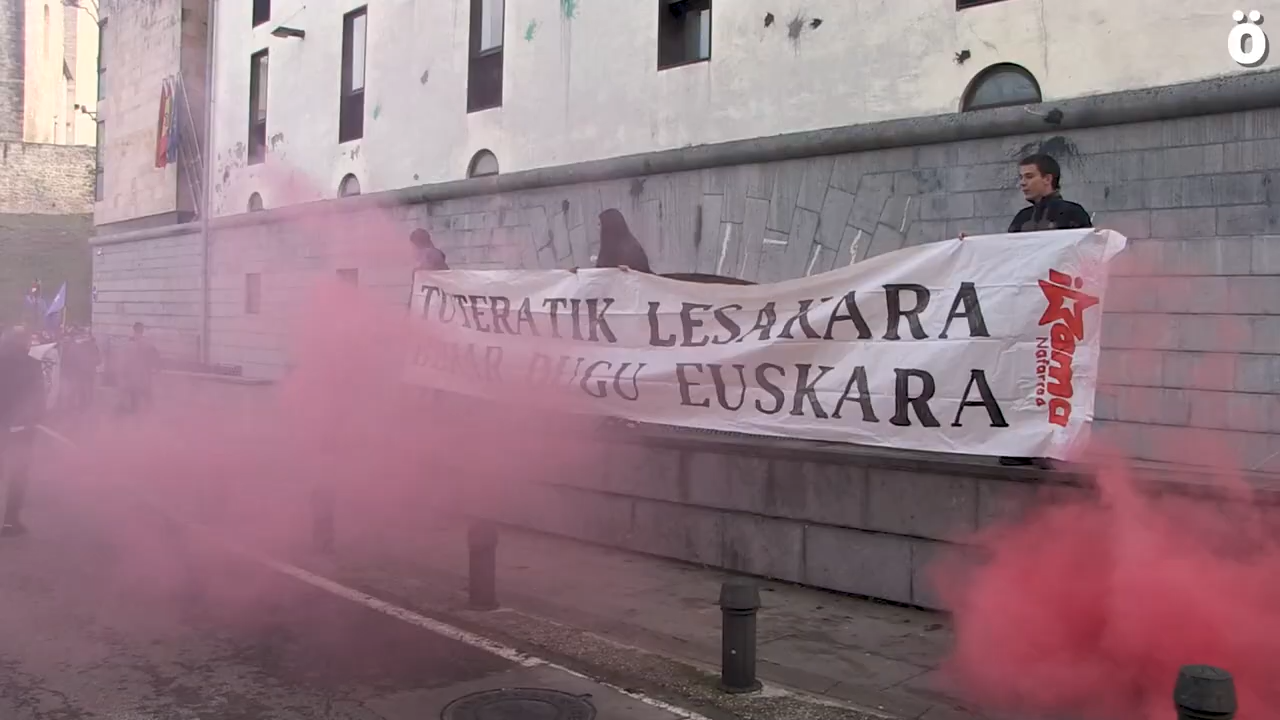 TUTERATIK LESAKARA
BEHAR DUGU EUSKARA
ikama
Nafarroa
ö